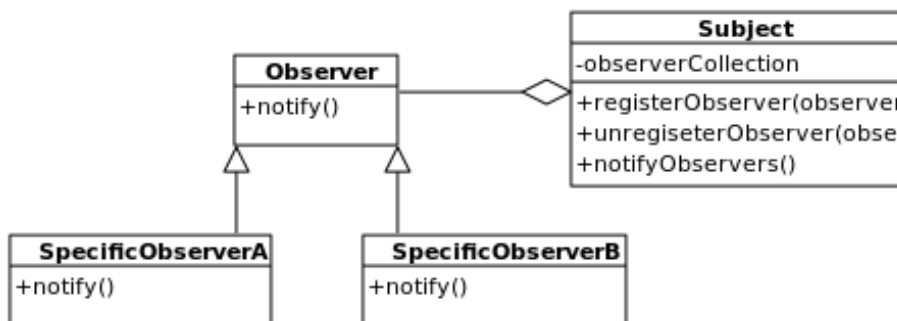 Subject
-observerCollection
+registerObserver(observer
+unregiseterObserver(obse
+notifyObservers()
Observer
+notify()
SpecificObserverA
+notify()
SpecificObserverB
+notify()